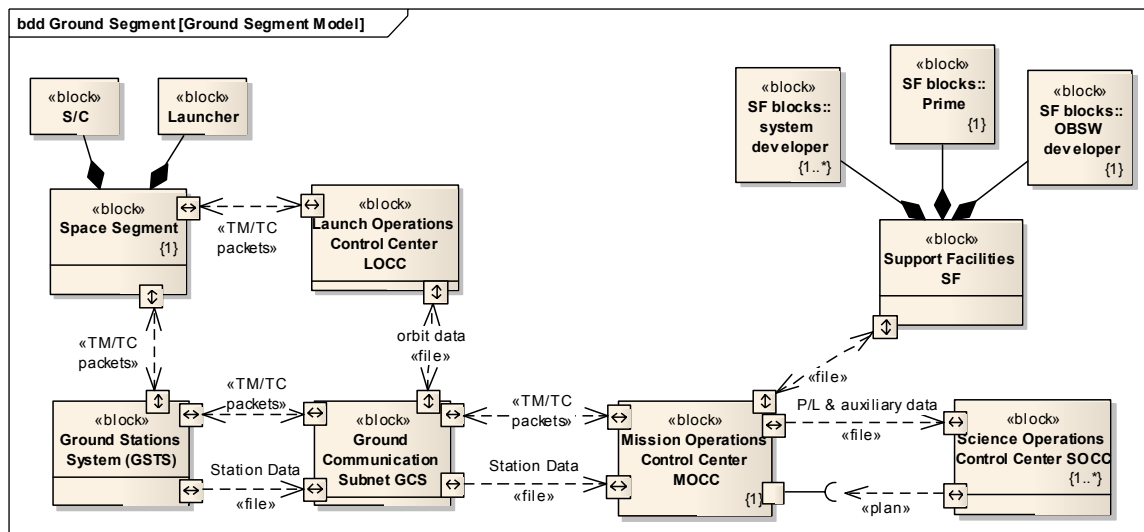 bdd Ground Segment [Ground Segment Model]
«block»
S/C
«block»
Launcher
«block»
SF blocks::
system
developer
{1..*}
«block»
SF blocks::
Prime
{1}
«block»
SF blocks::
OBSW
developer
{1}
«block»
Space Segment
{1}
«TM/TC
packets»
«block»
Launch Operations
Control Center
LOCC
«block»
Support Facilities
SF
«TM/TC
packets»
orbit data
«file»
«file»
«block»
Ground Stations
System (GSTS)
«TM/TC
packets»
Station Data
«file»
«block»
Ground
Communication
Subnet GCS
«TM/TC
packets»
Station Data
«file»
«block»
Mission Operations
Control Center
MOCC
{1}
P/L & auxiliary data
«file»
«plan»
«block»
Science Operations
Control Center SOCC
{1..*}